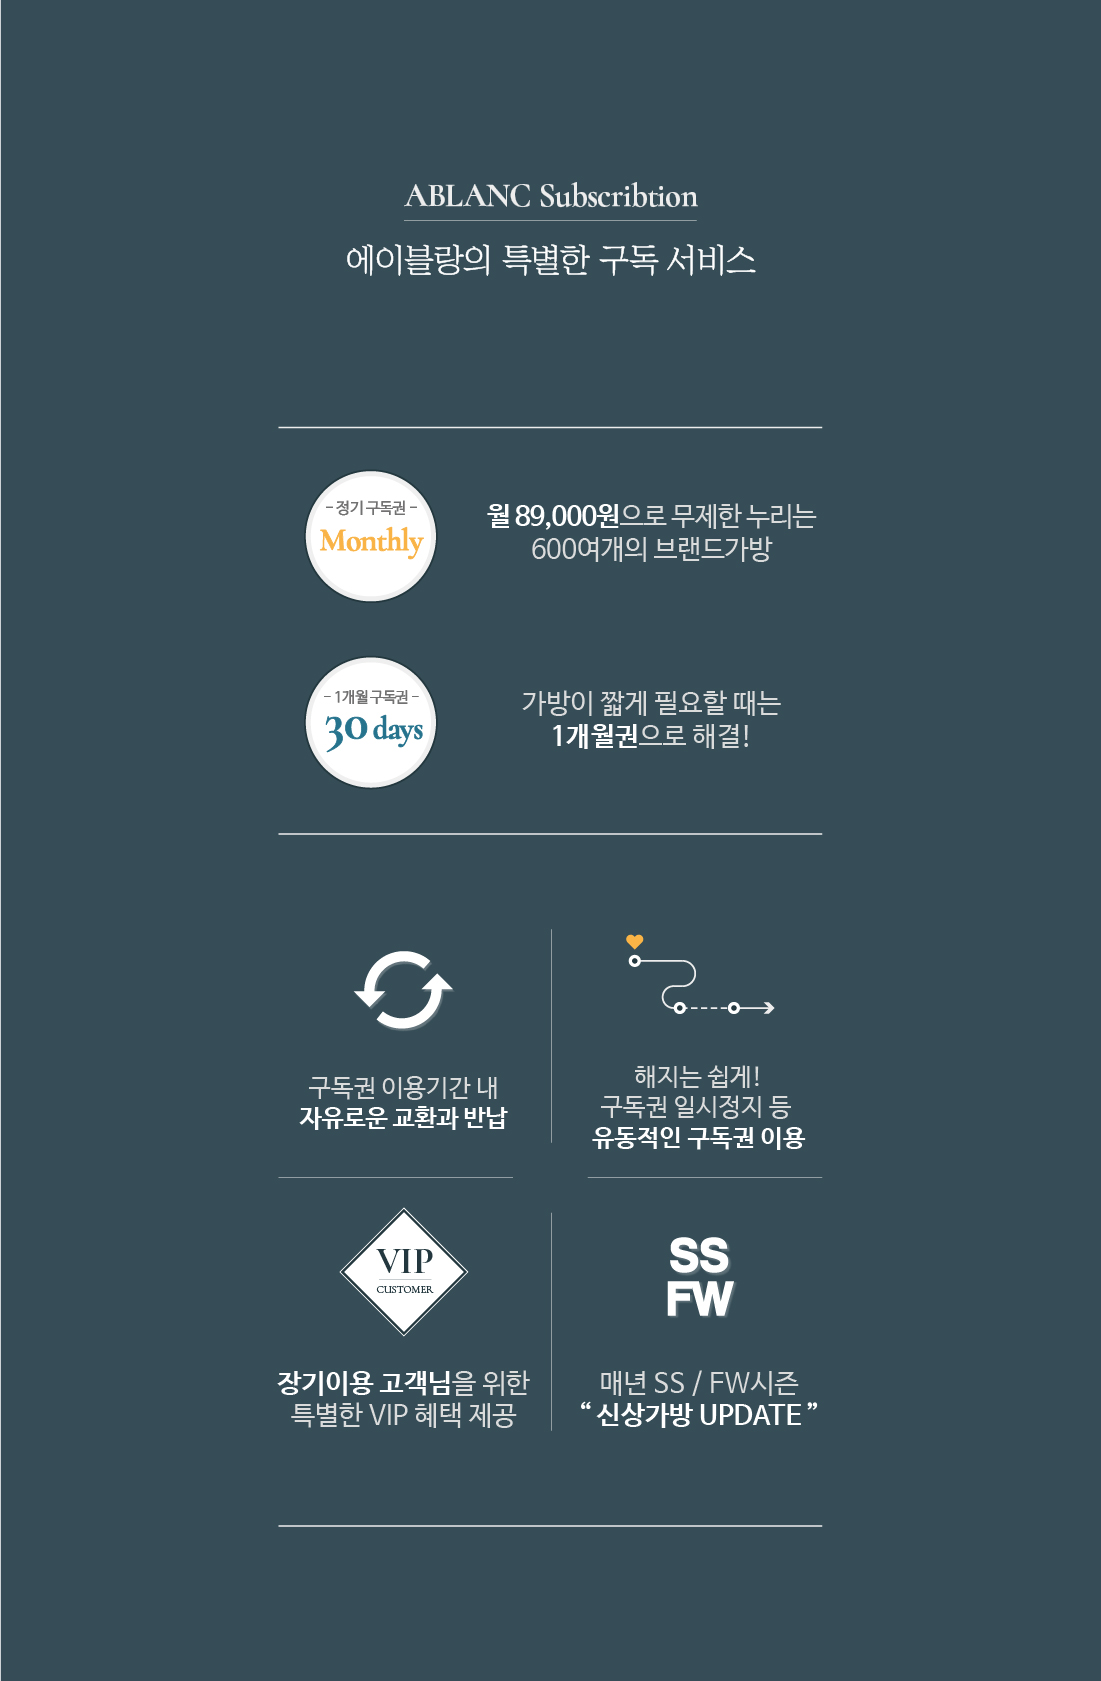 ABLANC Subscribtion
에이블랑의 특별한 구독 서비스
- 정기 구독권 -
Monthly
월 89,000원으로 무제한 누리는
600여개의 브랜드가방
- 1개월 구독권 -
30 days
가방이 짧게 필요할 때는
1개월권으로 해결!
구독권 이용기간 내
자유로운 교환과 반납
해지는 쉽게!
구독권 일시정지 등
유동적인 구독권 이용
VIP
CUSTOMER
장기이용 고객님을 위한
특별한 VIP 혜택 제공
SS
FW
매년 SS / FW시즌
“ 신상가방 UPDATE ”